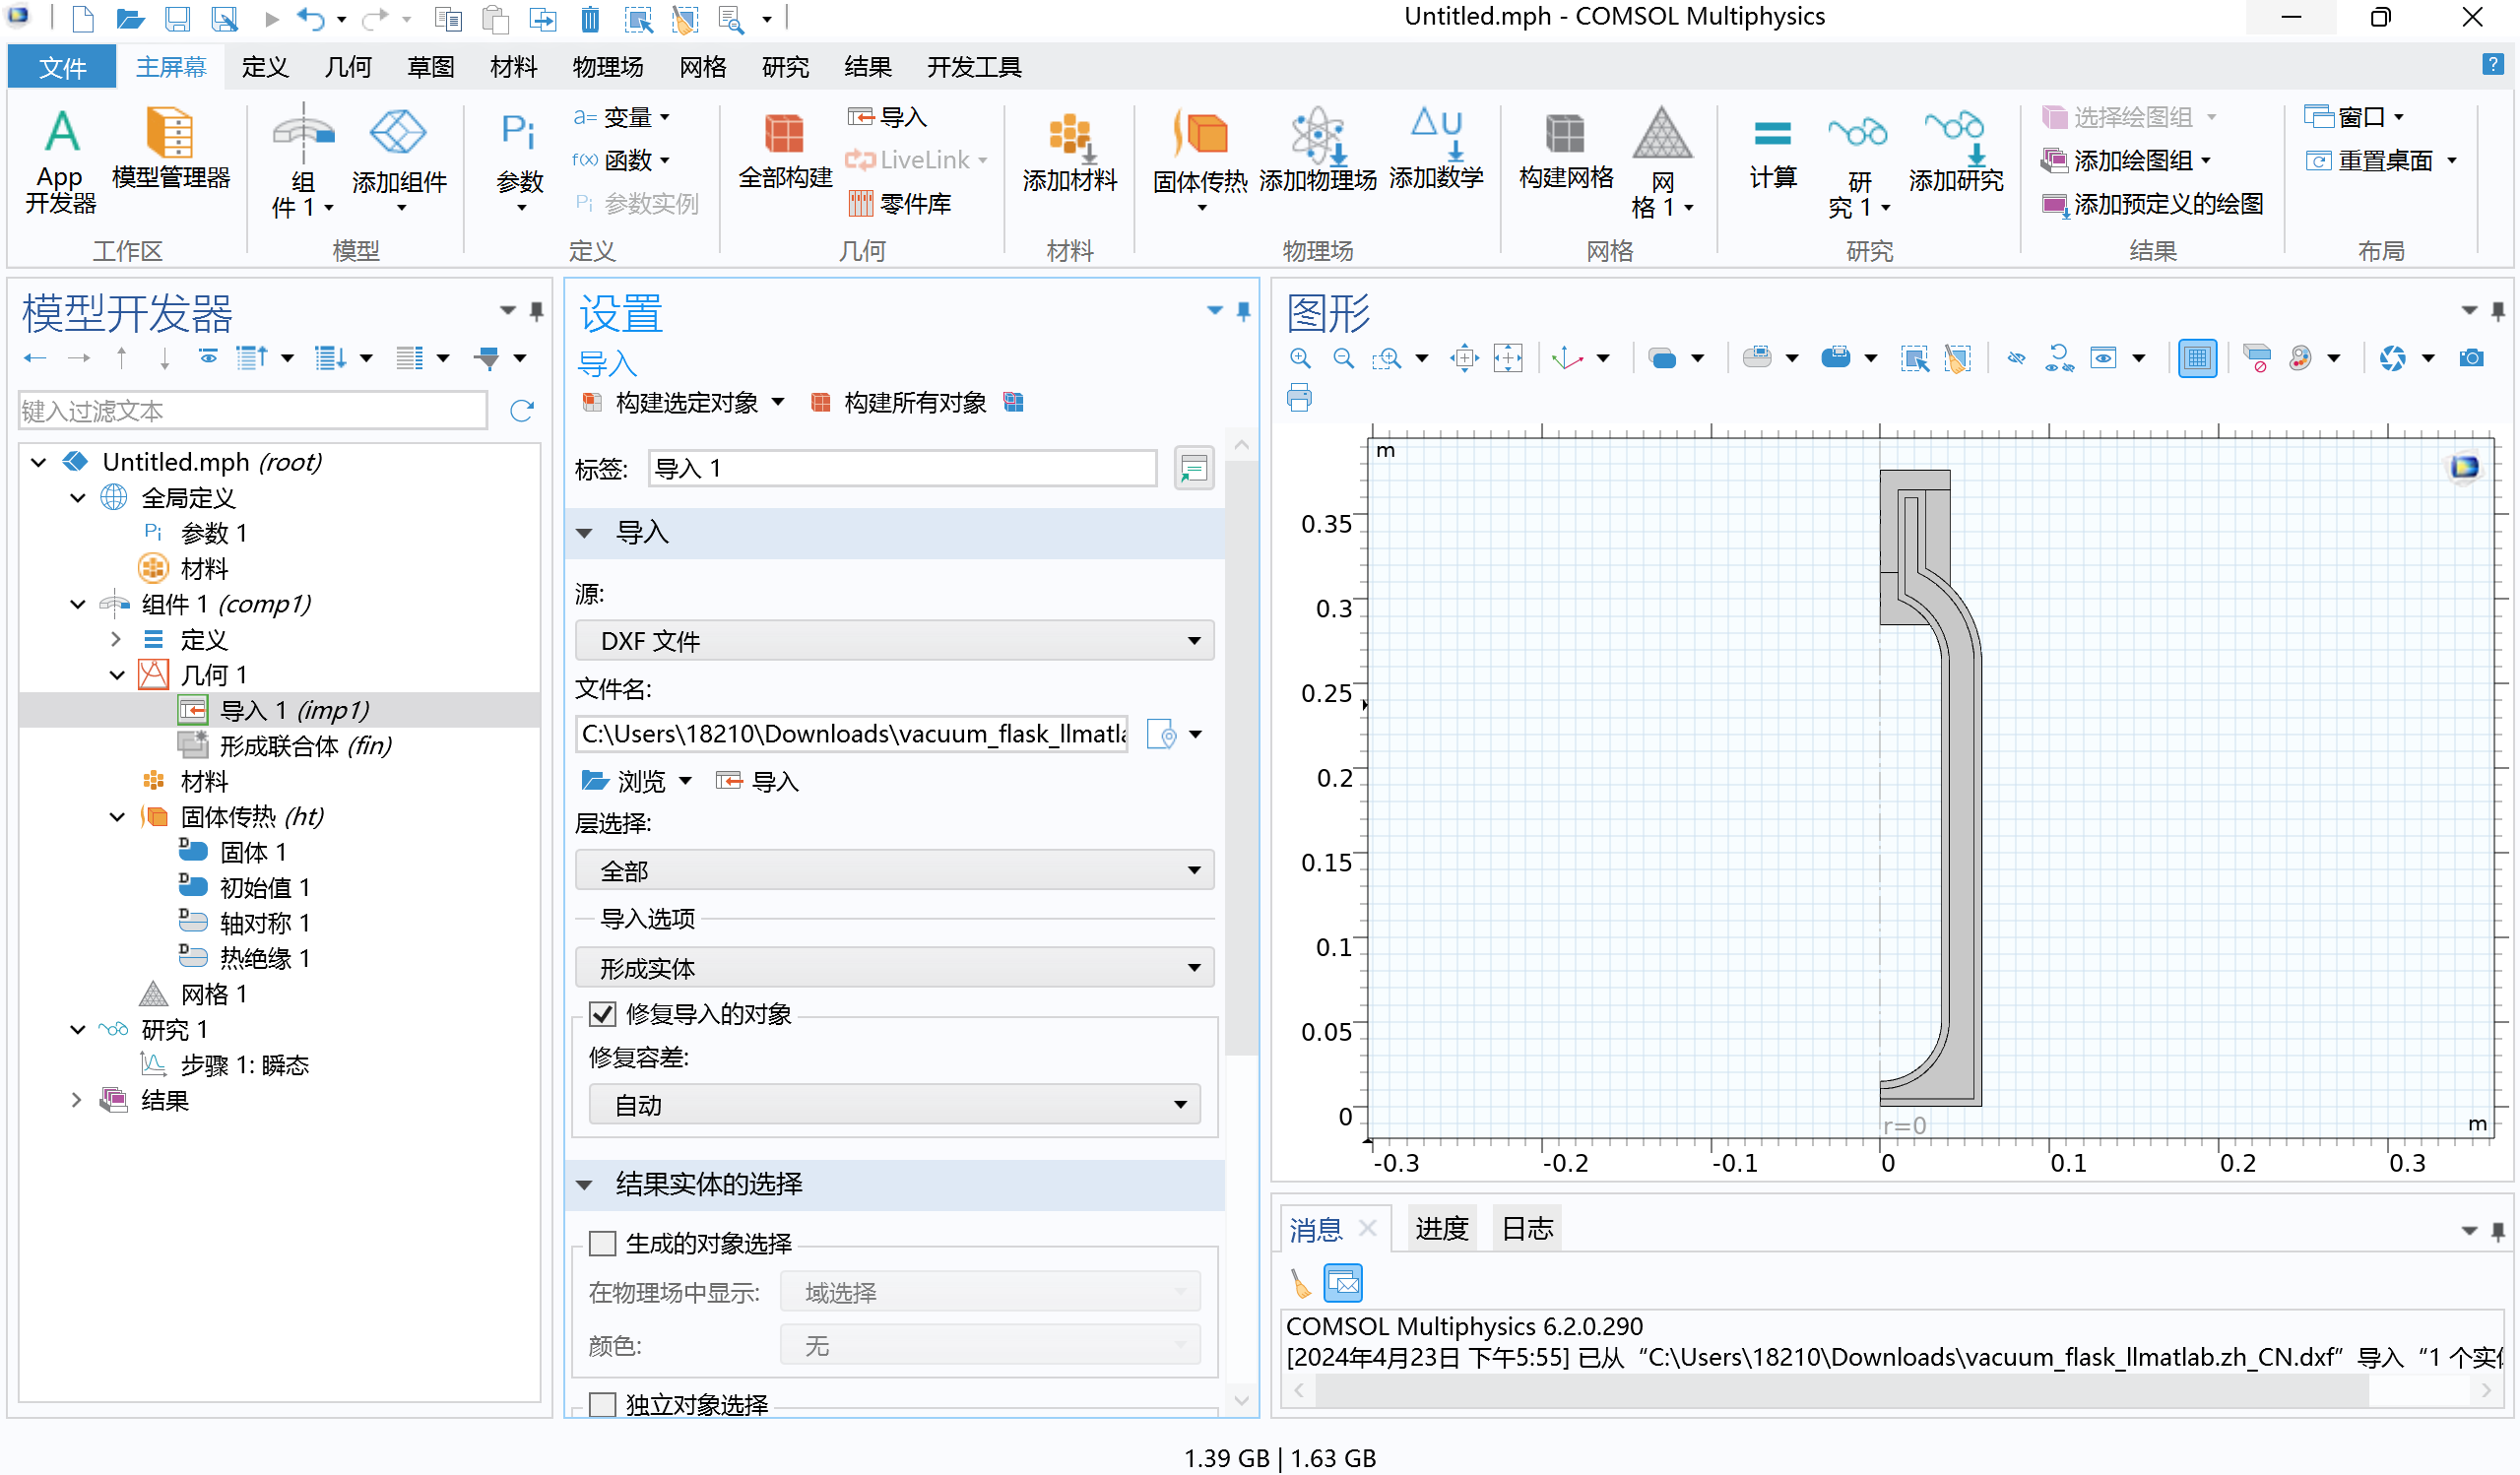 Untitled.mph - COMSOL Multiphysics
文件 主屏幕 定义 几何 草图 材料 物理场 网格 研究 结果 开发工具
App 开发器
模型管理器
工作区
组件 1
添加组件
模型
参数
a= 变量
f(x) 函数
Pi 参数实例
定义
全部构建
导入
LiveLink
零件库
几何
添加材料
材料
固体传热
添加物理场
添加数学
物理场
构建网格
网格 1
网格
计算
研究 1
添加研究
研究
选择绘图组
添加绘图组
添加预定义的绘图
结果
窗口
重置桌面
布局
模型开发器
键入过滤文本
Untitled.mph (root)
全局定义
Pi 参数 1
材料
组件 1 (comp1)
定义
几何 1
导入 1 (imp1)
形成联合体 (fin)
材料
固体传热 (ht)
固体 1
初始值 1
轴对称 1
热绝缘 1
网格 1
研究 1
步骤 1: 瞬态
结果
设置
导入
构建选定对象 构建所有对象
标签: 导入 1
导入
源:
DXF 文件
文件名:
C:\Users\18210\Downloads\vacuum_flask_llmatla
浏览 导入
层选择:
全部
导入选项
形成实体
修复导入的对象
修复容差:
自动
结果实体的选择
生成的对象选择
在物理场中显示: 域选择
颜色: 无
独立对象选择
图形
m
0.35
0.3
0.25
0.2
0.15
0.1
0.05
0
r=0
m
-0.3 -0.2 -0.1 0 0.1 0.2 0.3
消息 进度 日志
COMSOL Multiphysics 6.2.0.290
[2024年4月23日 下午5:55] 已从“C:\Users\18210\Downloads\vacuum_flask_llmatlab.zh_CN.dxf”导入“1 个实
1.39 GB | 1.63 GB